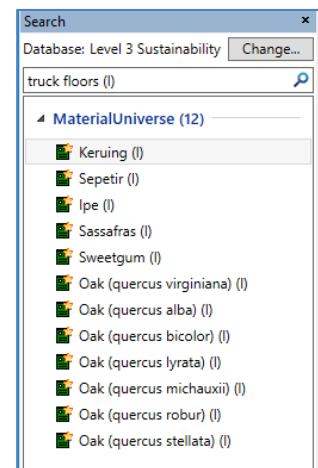 Search ×
Database: Level 3 Sustainability Change...
truck floors (l)
MaterialUniverse (12)
Keruing (l)
Sepetir (l)
Ipe (l)
Sassafras (l)
Sweetgum (l)
Oak (quercus virginiana) (l)
Oak (quercus alba) (l)
Oak (quercus bicolor) (l)
Oak (quercus lyrata) (l)
Oak (quercus michauxii) (l)
Oak (quercus robur) (l)
Oak (quercus stellata) (l)